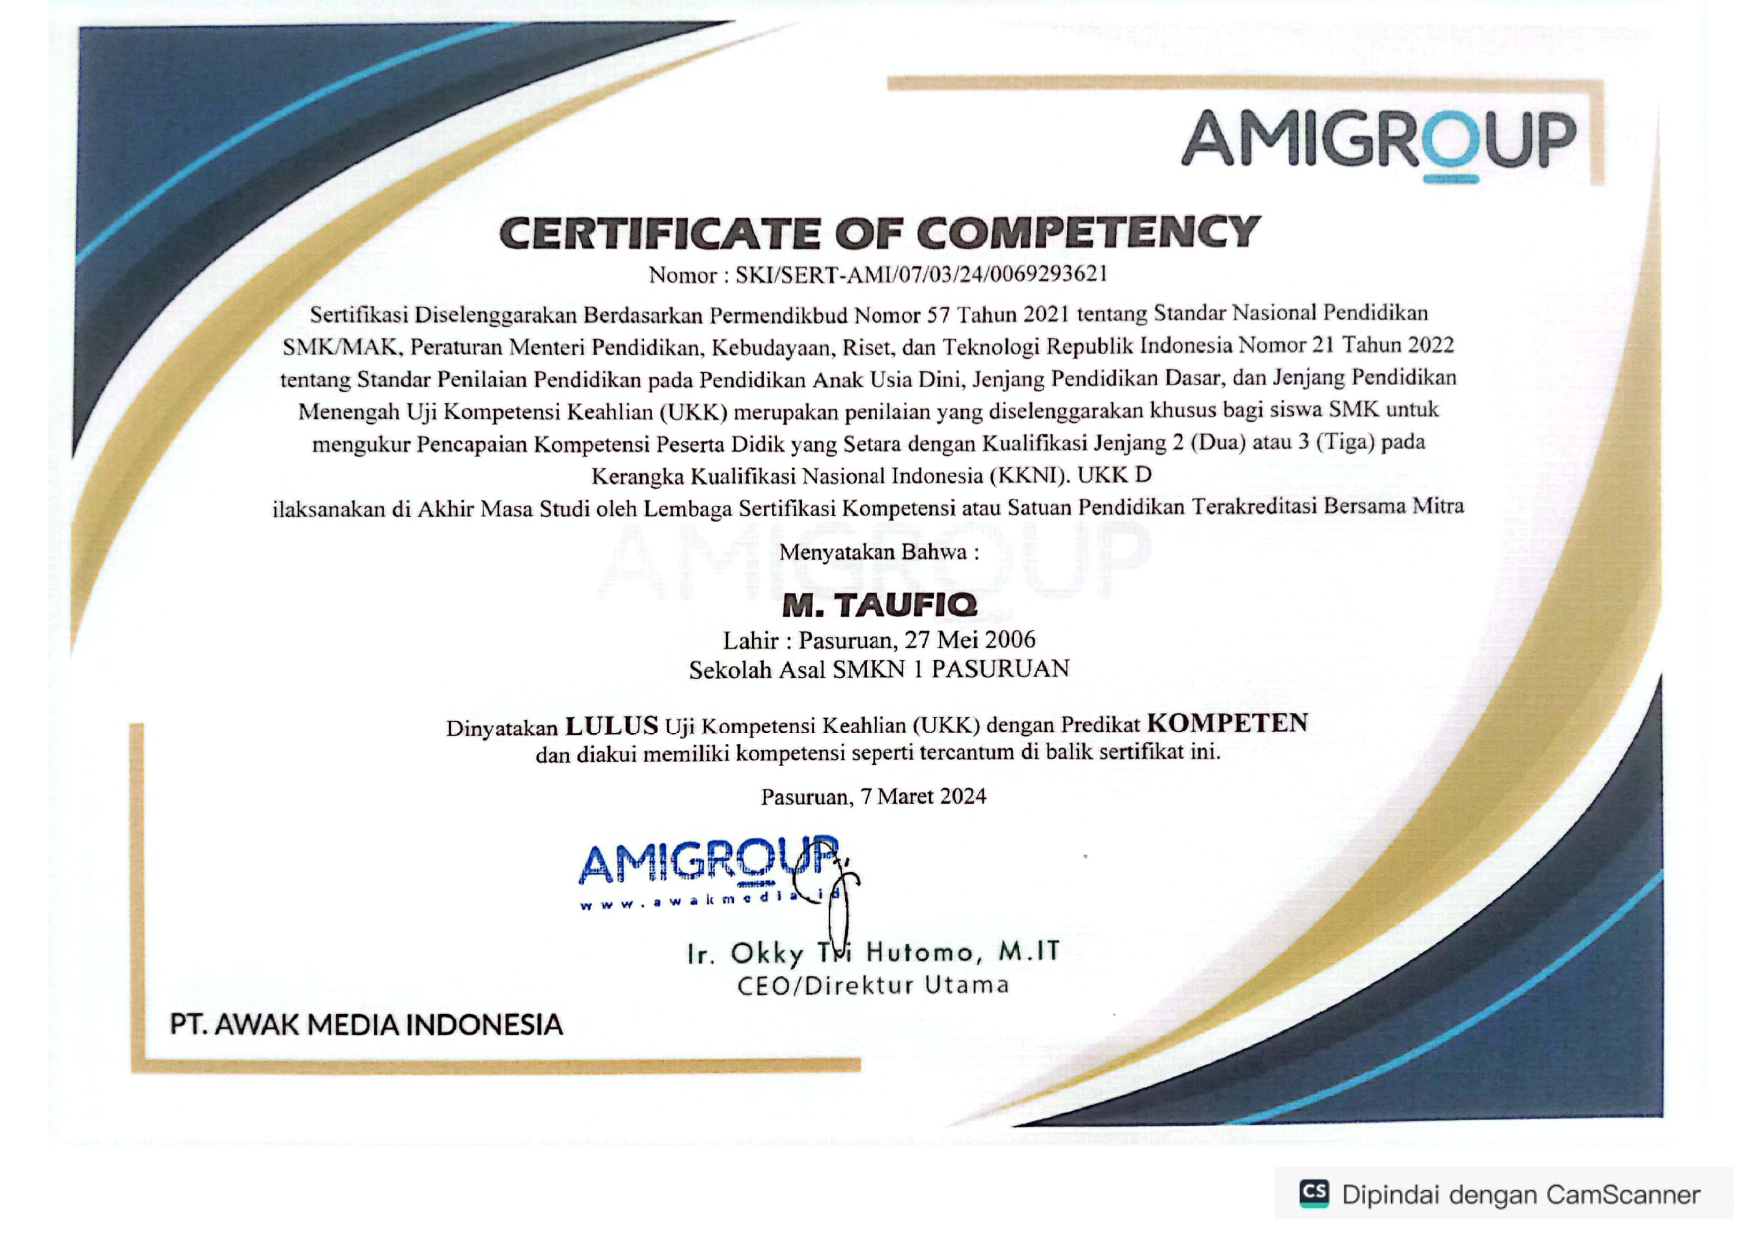 AMIGROUP
CERTIFICATE OF COMPETENCY
Nomor : SKI/SERT-AMI/07/03/24/0069293621
Sertifikasi Diselenggarakan Berdasarkan Permendikbud Nomor 57 Tahun 2021 tentang Standar Nasional Pendidikan
SMK/MAK, Peraturan Menteri Pendidikan, Kebudayaan, Riset, dan Teknologi Republik Indonesia Nomor 21 Tahun 2022
tentang Standar Penilaian Pendidikan pada Pendidikan Anak Usia Dini, Jenjang Pendidikan Dasar, dan Jenjang Pendidikan
Menengah Uji Kompetensi Keahlian (UKK) merupakan penilaian yang diselenggarakan khusus bagi siswa SMK untuk
mengukur Pencapaian Kompetensi Peserta Didik yang Setara dengan Kualifikasi Jenjang 2 (Dua) atau 3 (Tiga) pada
Kerangka Kualifikasi Nasional Indonesia (KKNI). UKK D
ilaksanakan di Akhir Masa Studi oleh Lembaga Sertifikasi Kompetensi atau Satuan Pendidikan Terakreditasi Bersama Mitra
AMIGROUP
Menyatakan Bahwa :
M. TAUFIQ
Lahir : Pasuruan, 27 Mei 2006
Sekolah Asal SMKN 1 PASURUAN
Dinyatakan LULUS Uji Kompetensi Keahlian (UKK) dengan Predikat KOMPETEN
dan diakui memiliki kompetensi seperti tercantum di balik sertifikat ini.
Pasuruan, 7 Maret 2024
AMIGROUP
www.awakmedia.id
Ir. Okky Tri Hutomo, M.IT
CEO/Direktur Utama
PT. AWAK MEDIA INDONESIA
CS Dipindai dengan CamScanner